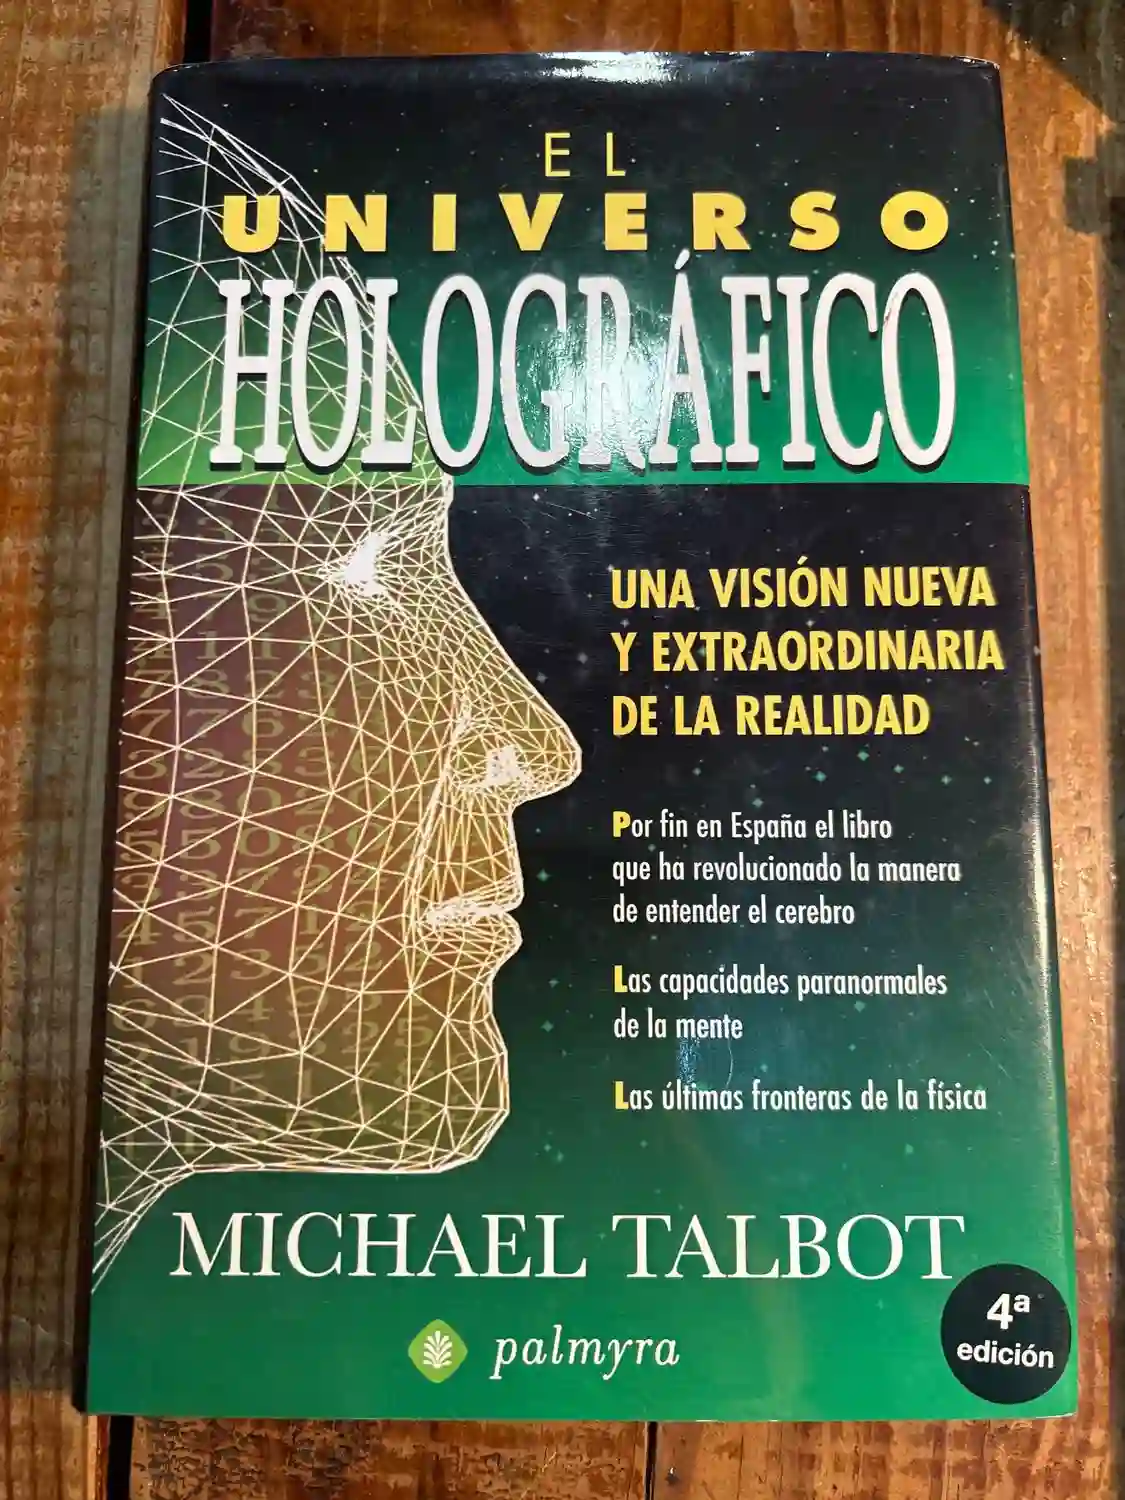 EL
UNIVERSO
HOLOGRÁFICO
UNA VISIÓN NUEVA
Y EXTRAORDINARIA
DE LA REALIDAD
Por fin en España el libro
que ha revolucionado la manera
de entender el cerebro
Las capacidades paranormales
de la mente
Las últimas fronteras de la física
MICHAEL TALBOT
palmyra
4ª
edición